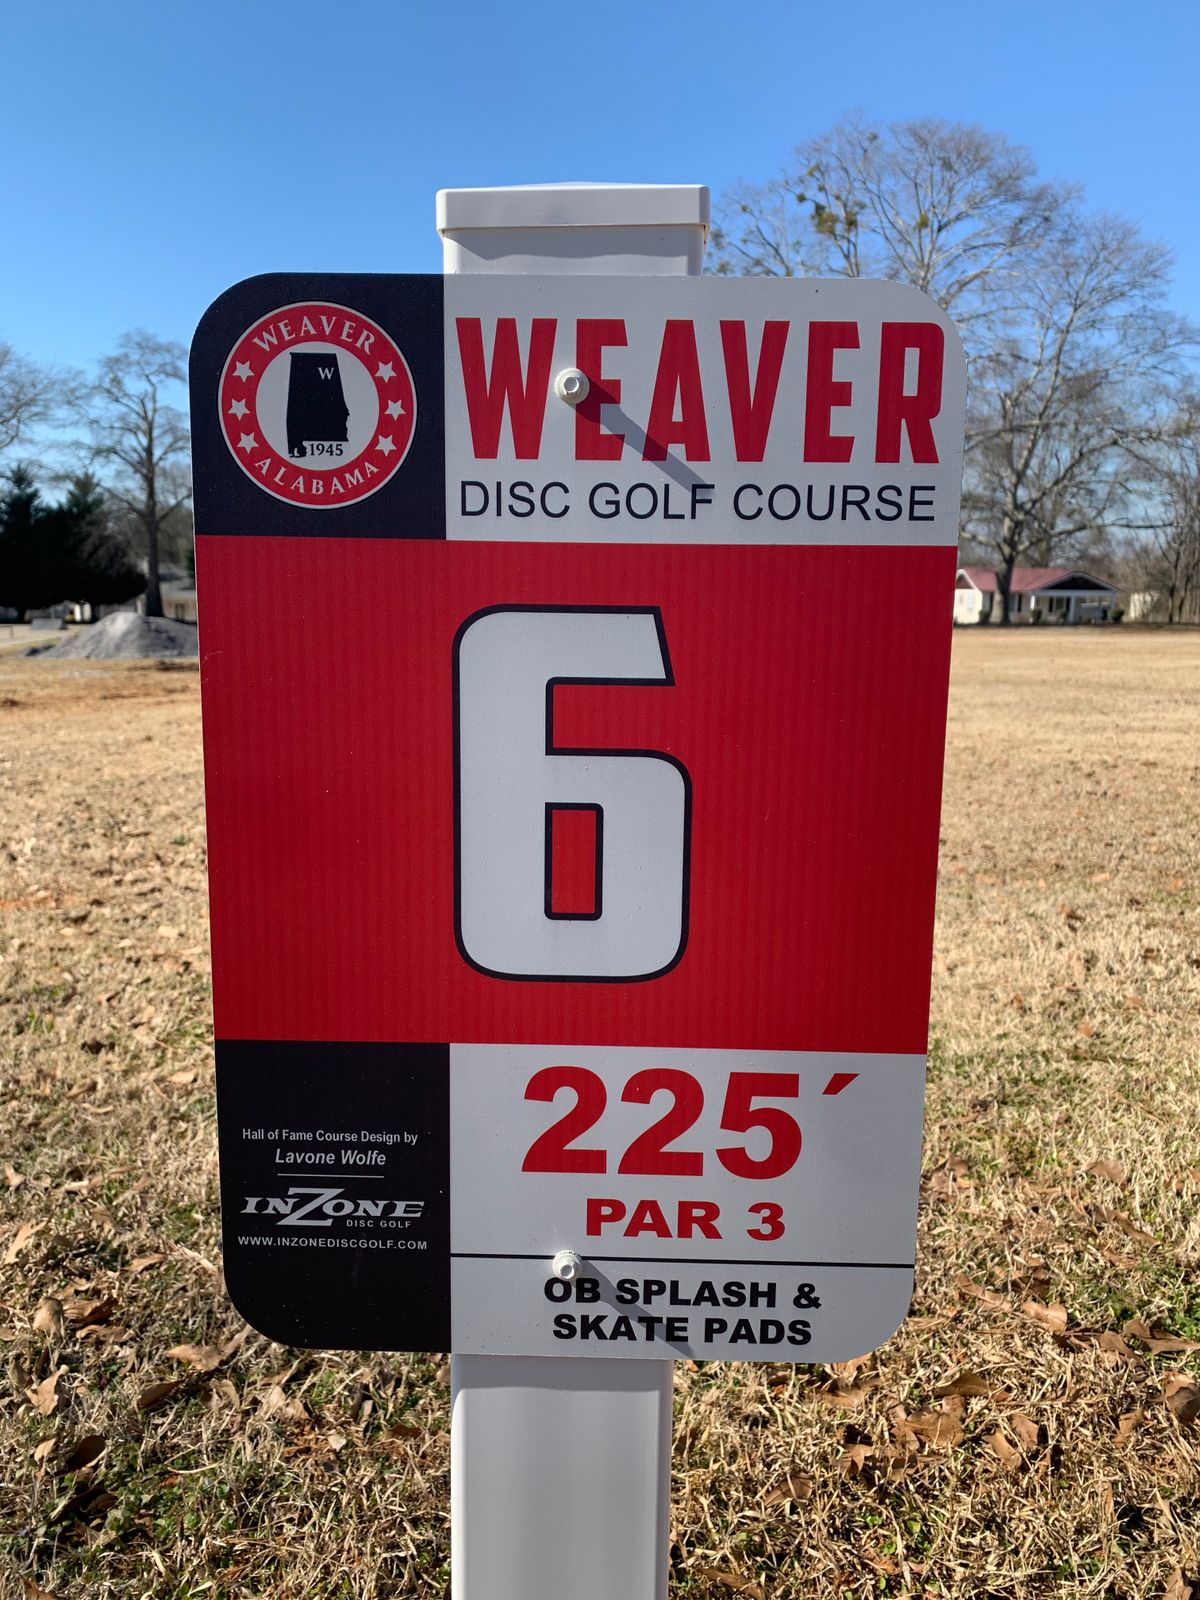 WEAVER
W
1945
ALABAMA
WEAVER
DISC GOLF COURSE
6
Hall of Fame Course Design by
Lavone Wolfe
INZONE
DISC GOLF
WWW.INZONEDISCGOLF.COM
225′
PAR 3
OB SPLASH &
SKATE PADS